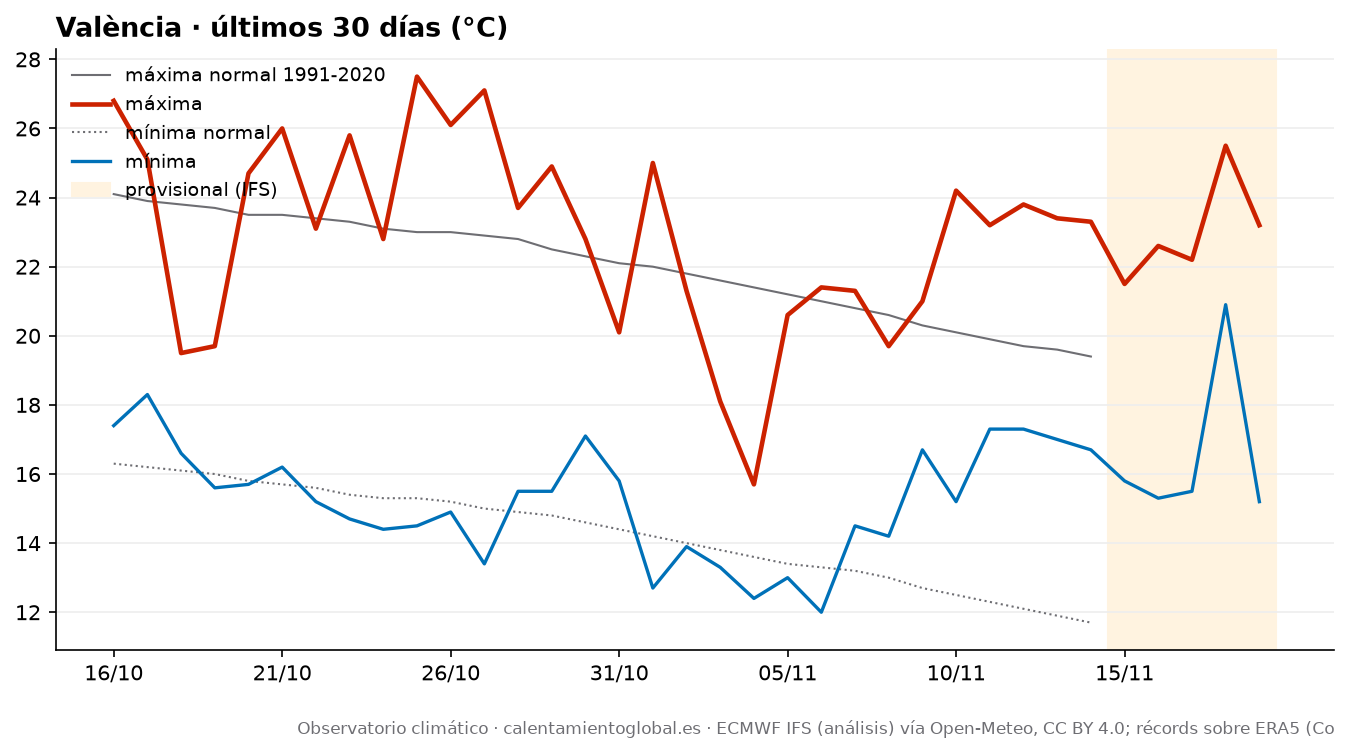 València · últimos 30 días (°C)
28
26
24
22
20
18
16
14
12
máxima normal 1991-2020
máxima
mínima normal
mínima
provisional (IFS)
16/10 21/10 26/10 31/10 05/11 10/11 15/11
Observatorio climático · calentamientoglobal.es · ECMWF IFS (análisis) vía Open-Meteo, CC BY 4.0; récords sobre ERA5 (Co